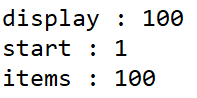 display : 100
start : 1
items : 100